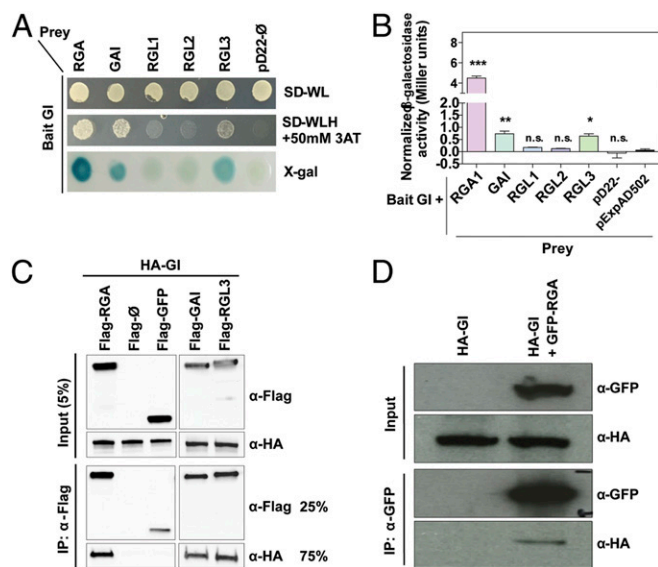 A
Prey
RGA
GAI
RGL1
RGL2
RGL3
pD22-Ø
Bait GI
SD-WL
SD-WLH
+50mM 3AT
X-gal
B
Normalized β-galactosidase
activity (Miller units)
8
6
4
2
1.0
0.5
0.0
-0.5
***
**
n.s.
n.s.
*
n.s.
Bait GI +
RGA1
GAI
RGL1
RGL2
RGL3
pD22-
pExpAD502
Prey
C
HA-GI
Flag-RGA
Flag-Ø
Flag-GFP
Flag-GAI
Flag-RGL3
Input (5%)
α-Flag
α-HA
IP: α-Flag
α-Flag 25%
α-HA 75%
D
HA-GI
HA-GI
+ GFP-RGA
Input
α-GFP
α-HA
IP: α-GFP
α-GFP
α-HA